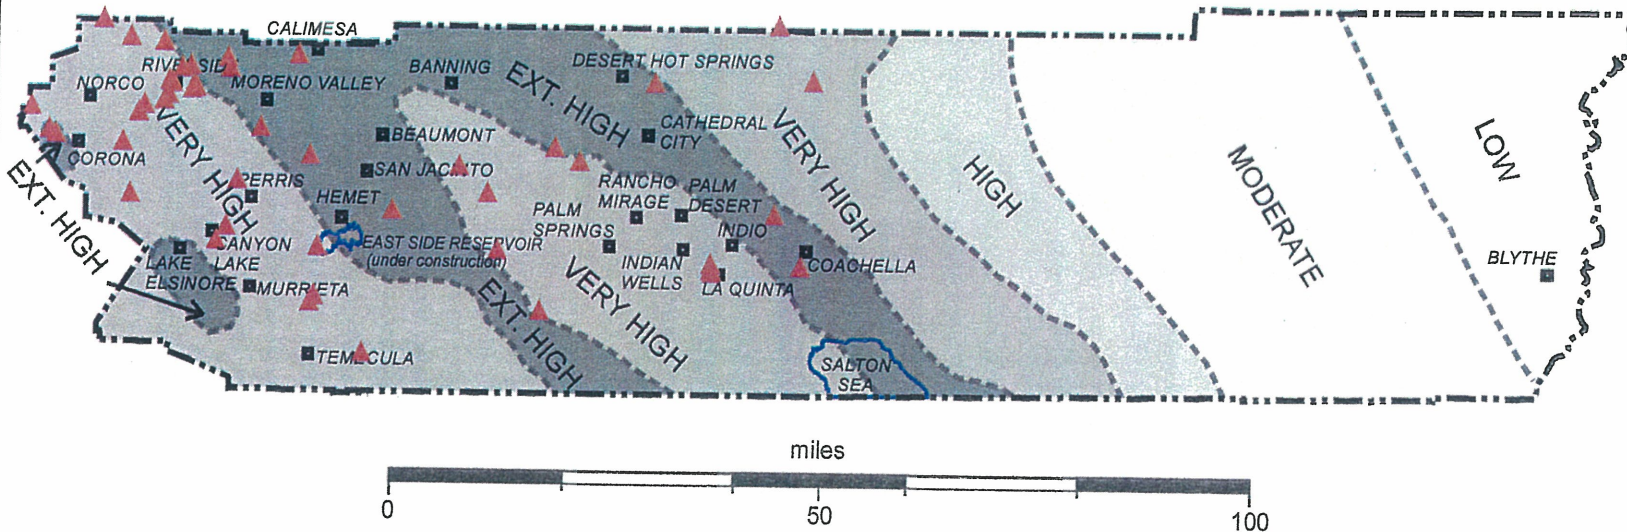 CALIMESA
RIVERSIDE
NORCO
MORENO VALLEY
BANNING
EXT. HIGH
DESERT HOT SPRINGS
VERY HIGH
CATHEDRAL
CITY
BEAUMONT
CORONA
SAN JACINTO
EXT. HIGH
PERRIS
HEMET
RANCHO
MIRAGE
PALM
DESERT
VERY HIGH
HIGH
MODERATE
LOW
PALM
SPRINGS
INDIO
CANYON
LAKE
EAST SIDE RESERVOIR
(under construction)
INDIAN
WELLS
COACHELLA
BLYTHE
LAKE
ELSINORE
MURRIETA
LA QUINTA
VERY HIGH
EXT. HIGH
TEMECULA
SALTON
SEA
miles
0
50
100